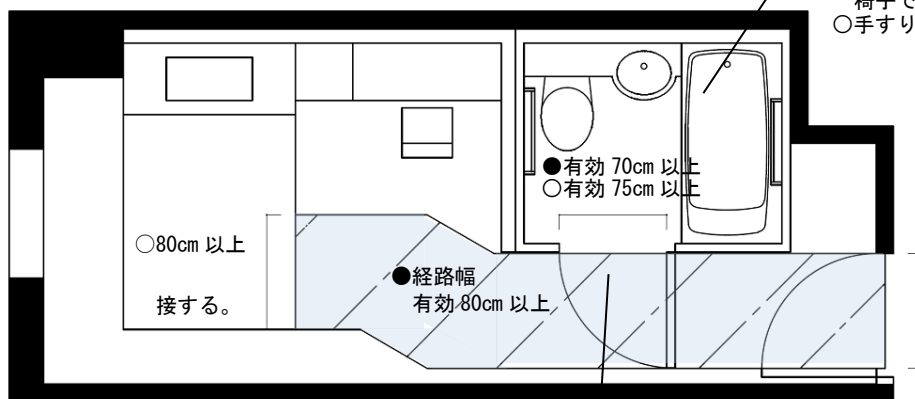 椅子で
○手すり
●有効 70cm 以上
○有効 75cm 以上
○80cm 以上
接する。
●経路幅
有効 80cm 以上